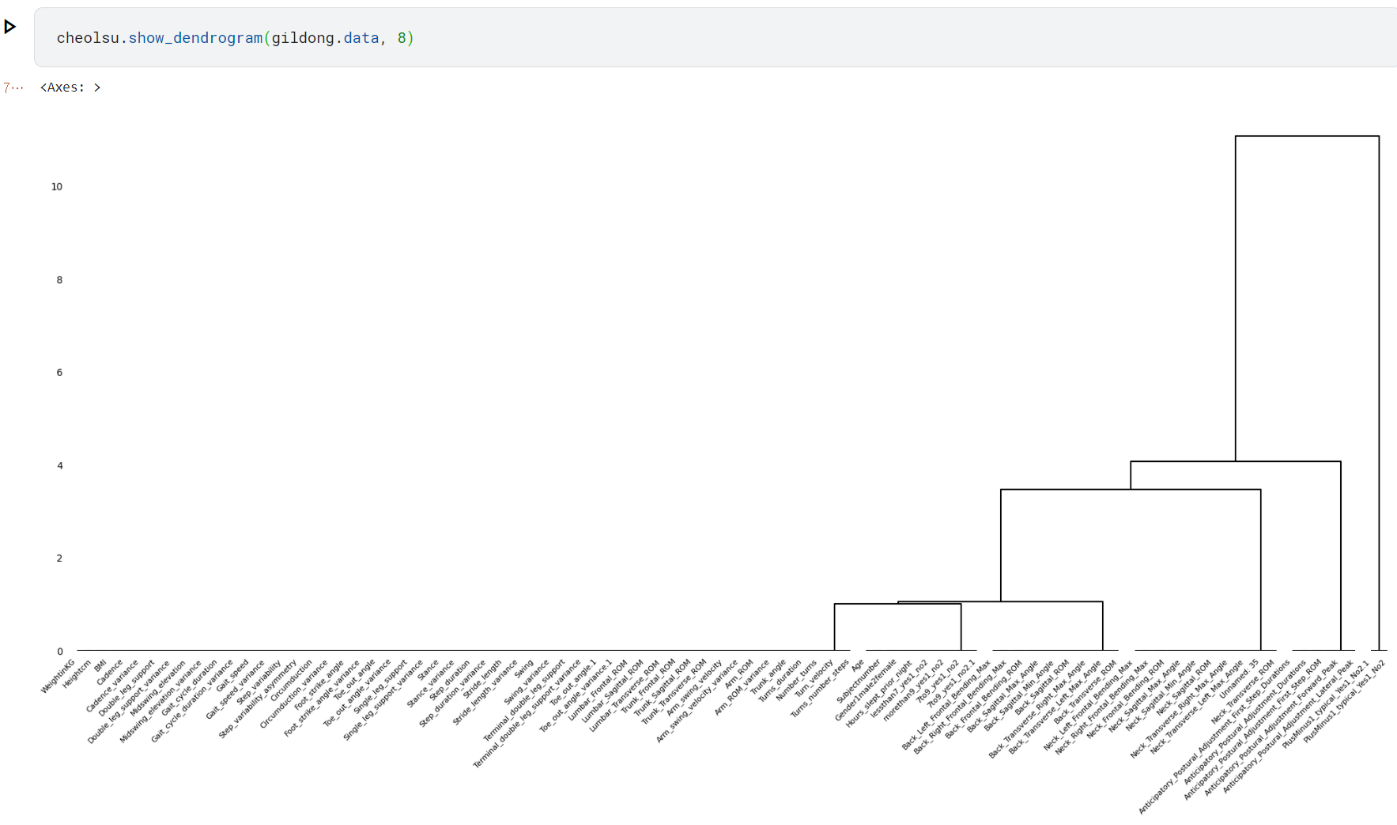 cheolsu.show_dendrogram(gildong.data, 8)
7...
<Axes: >
10
8
6
4
2
0
WeightinKG
Heightcm
BMI
Cadence
Cadence_variance
Double_leg_support
Double_leg_support_variance
Midswing_elevation
Midswing_elevation_variance
Gait_cycle_duration
Gait_cycle_duration_variance
Gait_speed
Gait_speed_variance
Step_variability
Step_variability_asymmetry
Circumduction
Circumduction_variance
Foot_strike_angle
Foot_strike_angle_variance
Toe_out_angle
Toe_out_angle_variance
Single_leg_support
Single_leg_support_variance
Stance
Stance_variance
Step_duration
Step_duration_variance
Stride_length
Stride_length_variance
Swing
Swing_variance
Terminal_double_leg_support
Terminal_double_leg_support_variance
Toe_out_angle.1
Toe_out_angle_variance.1
Lumbar_Frontal_ROM
Lumbar_Sagittal_ROM
Lumbar_Transverse_ROM
Trunk_Frontal_ROM
Trunk_Sagittal_ROM
Trunk_Transverse_ROM
Arm_swing_velocity
Arm_swing_velocity_variance
Arm_ROM
Arm_ROM_variance
Trunk_angle
Turns_duration
Number_turns
Turn_velocity
Turns_number_steps
Age
Subjectnumber
Gender1male2female
Hours_slept_prior_night
lessthan7_yes1_no2
morethan9_yes1_no2
7to9_yes1_no2
7to9_yes1_no2.1
Back_Left_Frontal_Bending_Max
Back_Right_Frontal_Bending_Max
Back_Frontal_Bending_ROM
Back_Sagittal_Max_Angle
Back_Sagittal_Min_Angle
Back_Sagittal_ROM
Back_Transverse_Right_Max_Angle
Back_Transverse_Left_Max_Angle
Back_Transverse_ROM
Neck_Left_Frontal_Bending_Max
Neck_Right_Frontal_Bending_Max
Neck_Frontal_Bending_ROM
Neck_Sagittal_Max_Angle
Neck_Sagittal_Min_Angle
Neck_Sagittal_ROM
Neck_Transverse_Right_Max_Angle
Neck_Transverse_Left_Max_Angle
Unnamed: 35
Neck_Transverse_ROM
Anticipatory_Postural_Adjustment_First_Step_Durations
Anticipatory_Postural_Adjustment_Durations
Anticipatory_Postural_Adjustment_First_Step_ROM
Anticipatory_Postural_Adjustment_Forward_Peak
Anticipatory_Postural_Adjustment_Lateral_Peak
PlusMinus1_typical_Yes1_No2.1
PlusMinus1_typical_Yes1_No2